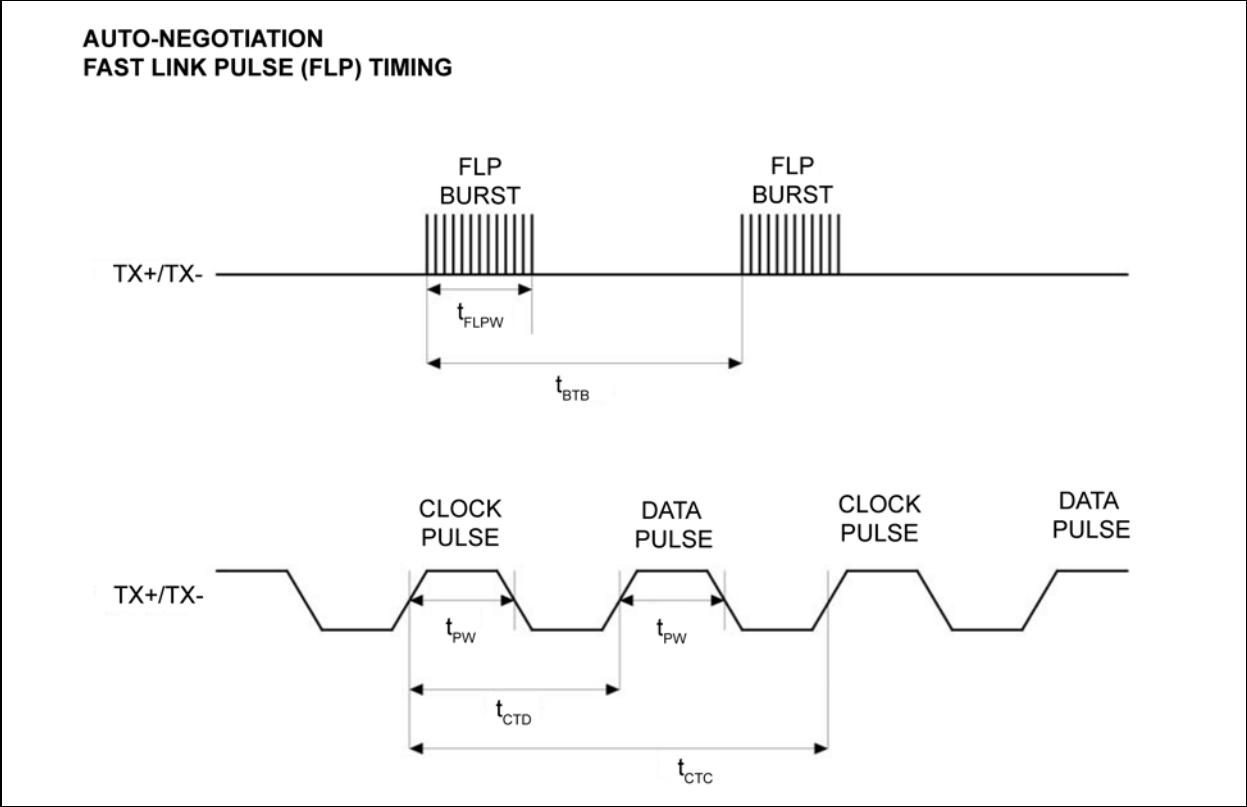 AUTO-NEGOTIATION
FAST LINK PULSE (FLP) TIMING
FLP
BURST
FLP
BURST
TX+/TX-
tFLPW
tBTB
CLOCK
PULSE
DATA
PULSE
CLOCK
PULSE
DATA
PULSE
TX+/TX-
tPW
tPW
tCTD
tCTC